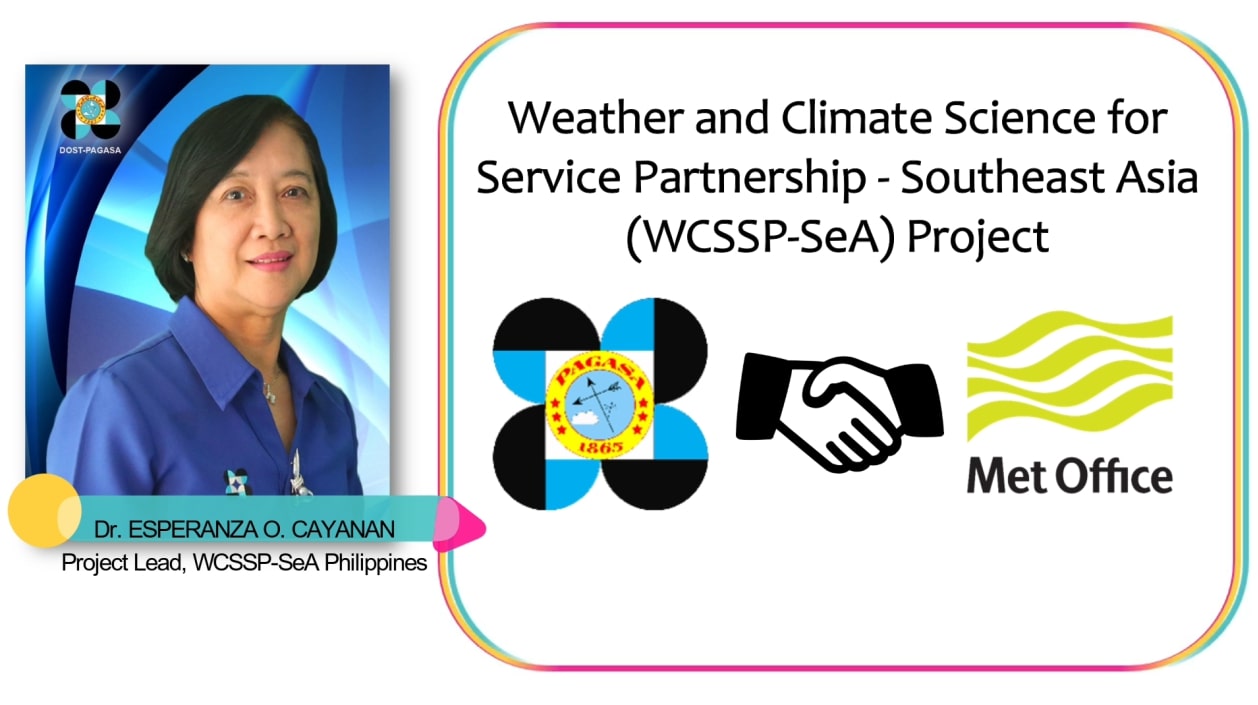 DOST-PAGASA
Dr. ESPERANZA O. CAYANAN
Project Lead, WCSSP-SeA Philippines
Weather and Climate Science for
Service Partnership - Southeast Asia
(WCSSP-SeA) Project
PAGASA
1865
Met Office